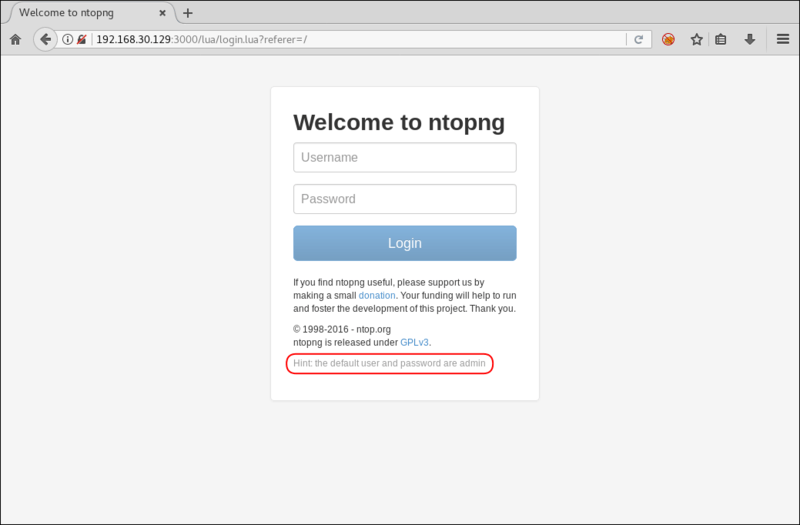 Welcome to ntopng
192.168.30.129:3000/lua/login.lua?referer=/
Welcome to ntopng
Username
Password
Login
If you find ntopng useful, please support us by
making a small donation. Your funding will help to run
and foster the development of this project. Thank you.
© 1998-2016 - ntop.org
ntopng is released under GPLv3.
Hint: the default user and password are admin